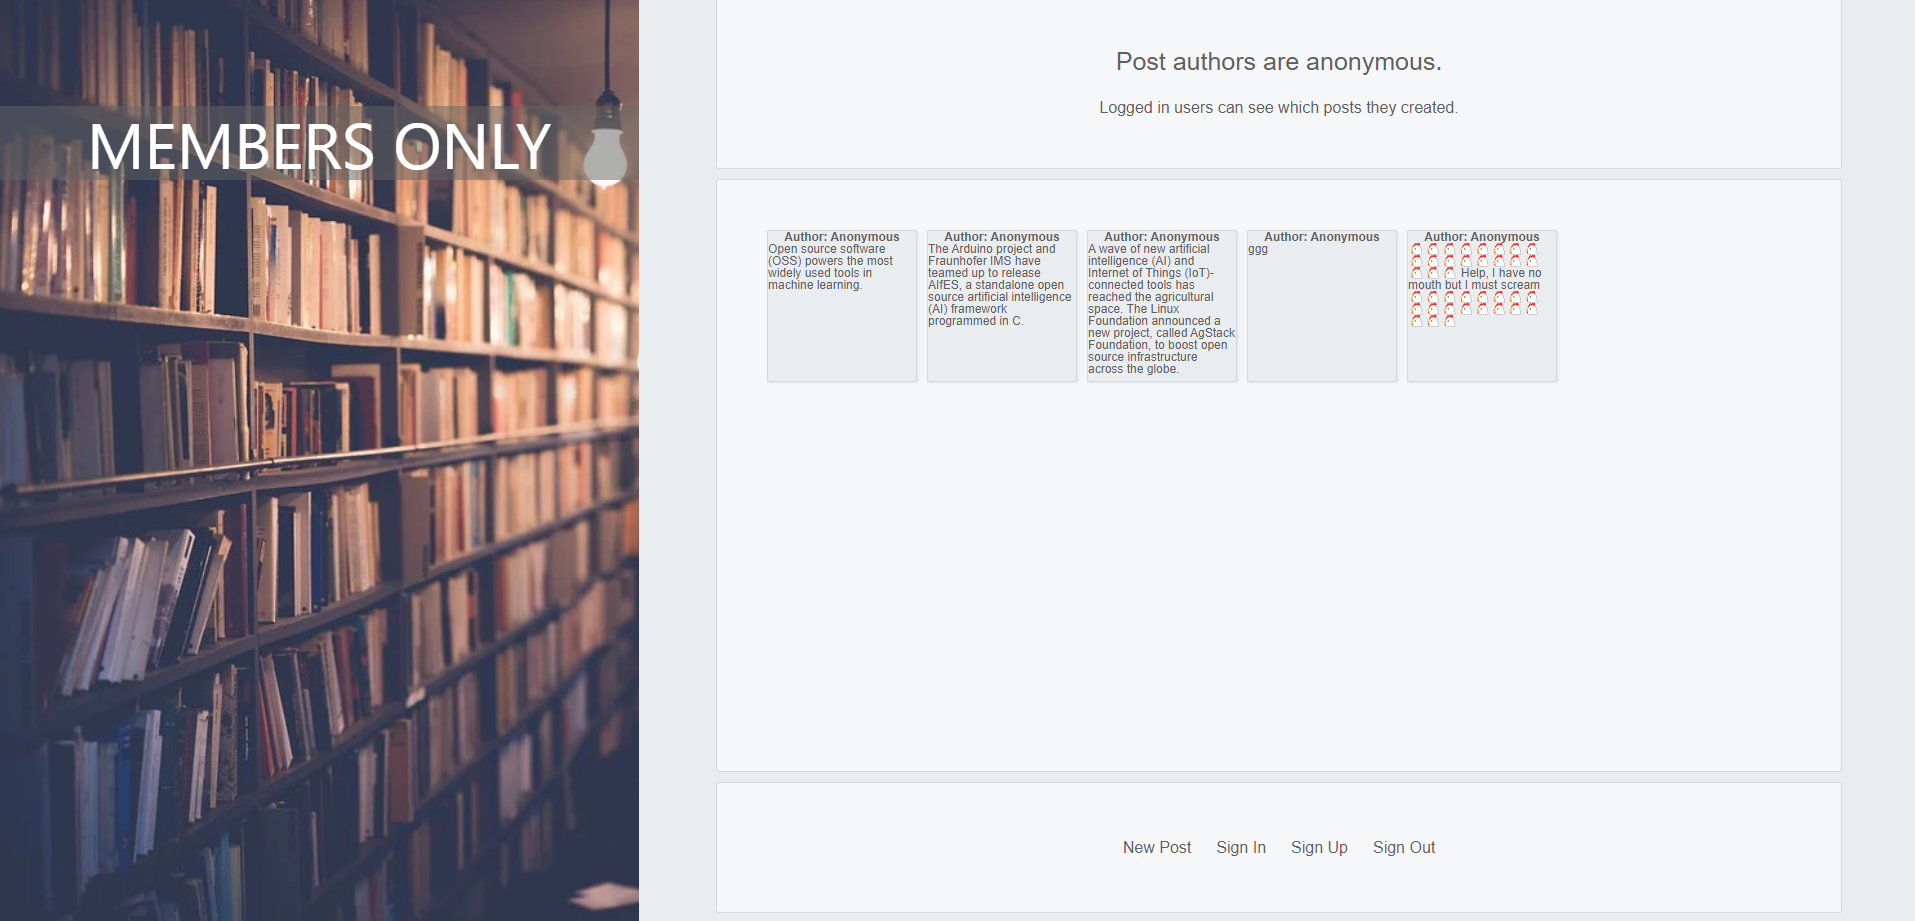 MEMBERS ONLY
Post authors are anonymous.
Logged in users can see which posts they created.
Author: Anonymous
Open source software
(OSS) powers the most
widely used tools in
machine learning.
Author: Anonymous
The Arduino project and
Fraunhofer IMS have
teamed up to release
AIfES, a standalone open
source artificial intelligence
(AI) framework
programmed in C.
Author: Anonymous
A wave of new artificial
intelligence (AI) and
Internet of Things (IoT)-
connected tools has
reached the agricultural
space. The Linux
Foundation announced a
new project, called AgStack
Foundation, to boost open
source infrastructure
across the globe.
Author: Anonymous
ggg
Author: Anonymous
🐔🐔🐔🐔🐔🐔🐔🐔
🐔🐔🐔🐔🐔🐔🐔🐔
🐔🐔🐔 Help, I have no
mouth but I must scream
🐔🐔🐔🐔🐔🐔🐔🐔
🐔🐔🐔🐔🐔🐔🐔🐔
🐔🐔🐔
New Post Sign In Sign Up Sign Out